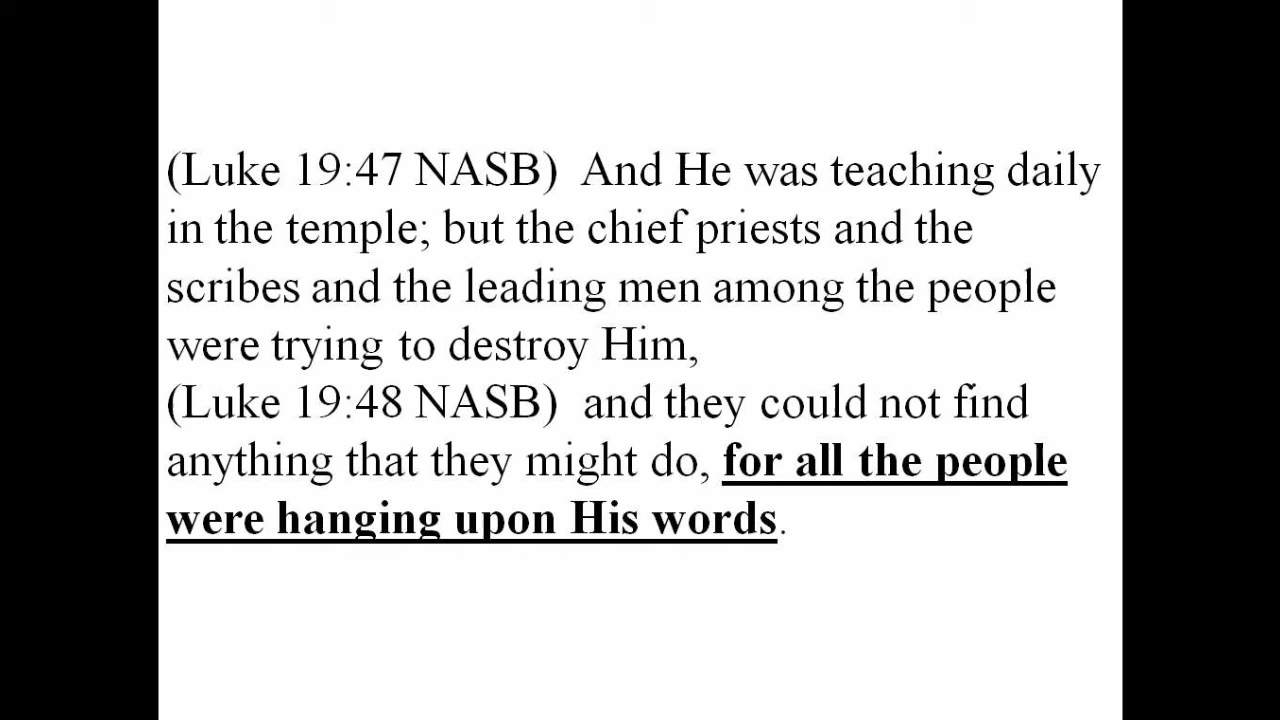 (Luke 19:47 NASB)  And He was teaching daily
in the temple; but the chief priests and the
scribes and the leading men among the people
were trying to destroy Him,
(Luke 19:48 NASB)  and they could not find
anything that they might do, for all the people
were hanging upon His words.